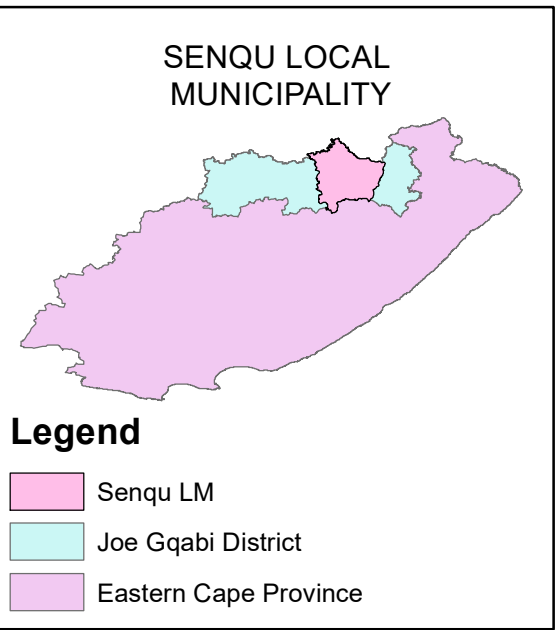 SENQU LOCAL
MUNICIPALITY
Legend
Senqu LM
Joe Gqabi District
Eastern Cape Province